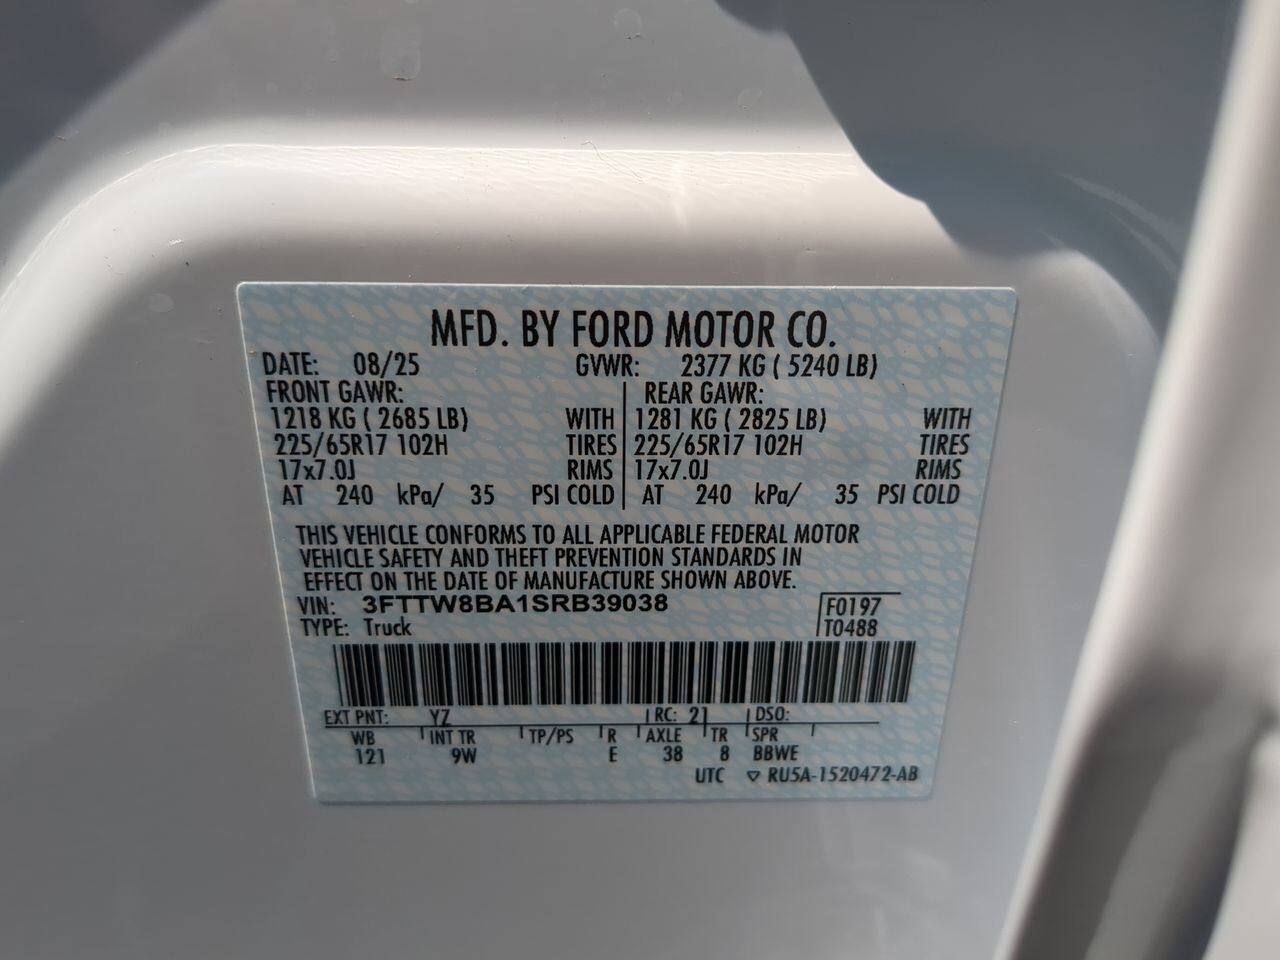 MFD. BY FORD MOTOR CO.
DATE: 08/25 GVWR: 2377 KG ( 5240 LB)
FRONT GAWR: REAR GAWR:
1218 KG ( 2685 LB) WITH 1281 KG ( 2825 LB) WITH
225/65R17 102H TIRES 225/65R17 102H TIRES
17x7.0J RIMS 17x7.0J RIMS
AT 240 kPa/ 35 PSI COLD AT 240 kPa/ 35 PSI COLD
THIS VEHICLE CONFORMS TO ALL APPLICABLE FEDERAL MOTOR
VEHICLE SAFETY AND THEFT PREVENTION STANDARDS IN
EFFECT ON THE DATE OF MANUFACTURE SHOWN ABOVE.
VIN: 3FTTW8BA1SRB39038 F0197
TYPE: Truck T0488
EXT PNT: YZ RC: 21 DSO:
WB INT TR TP/PS R AXLE TR SPR
121 9W E 38 8 BBWE
UTC ▽ RU5A-1520472-AB